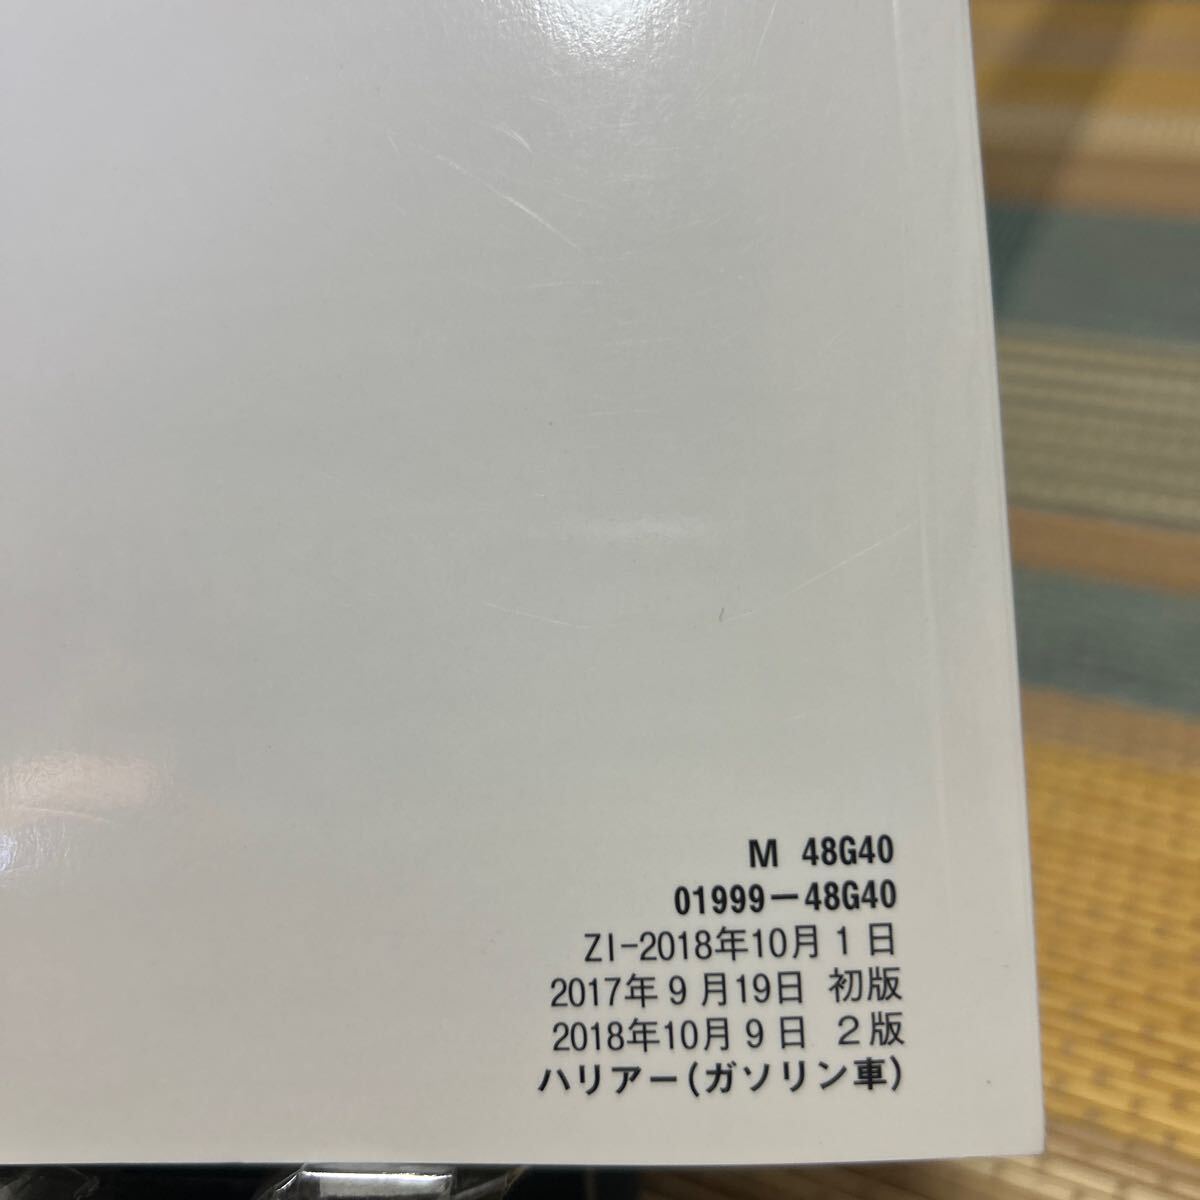 M 48G40
01999-48G40
ZI-2018年10月1日
2017年9月19日 初版
2018年10月9日 2版
ハリアー(ガソリン車)